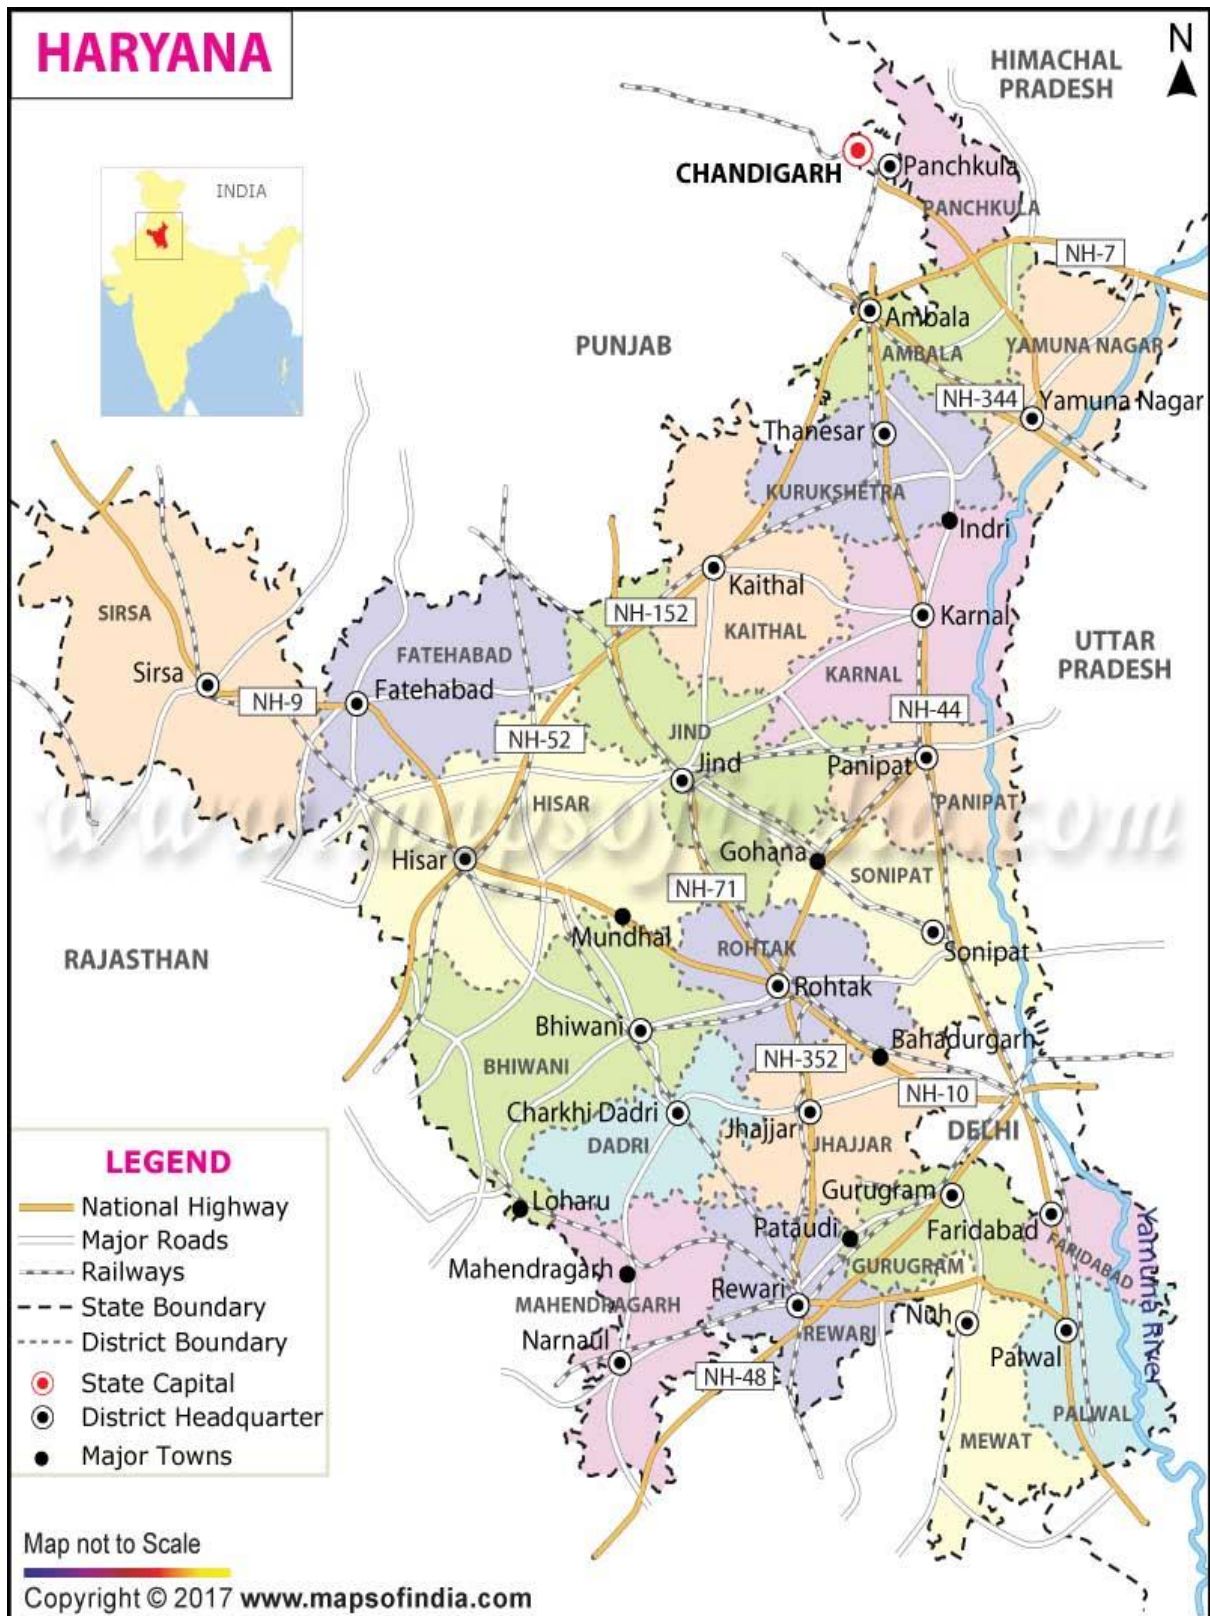 HARYANA
N
HIMACHAL
PRADESH
INDIA
CHANDIGARH
Panchkula
PANCHKULA
NH-7
Ambala
PUNJAB
AMBALA
YAMUNA NAGAR
NH-344
Yamuna Nagar
Thanesar
KURUKSHETRA
Indri
Kaithal
SIRSA
NH-152
Karnal
KAITHAL
UTTAR
PRADESH
FATEHABAD
Sirsa
KARNAL
Fatehabad
NH-9
NH-44
NH-52
JIND
Jind
Panipat
HISAR
PANIPAT
www.mapsofindia.com
Hisar
Gohana
SONIPAT
NH-71
Mundhal
ROHTAK
Sonipat
RAJASTHAN
Rohtak
Bhiwani
Bahadurgarh
NH-352
BHIWANI
NH-10
Charkhi Dadri
Jhajjar
DELHI
DADRI
JHAJJAR
LEGEND
Gurugram
National Highway
Loharu
Pataudi
Faridabad
Major Roads
FARIDABAD
Yamuna River
Railways
Mahendragarh
GURUGRAM
MAHENDRAGARH
Rewari
State Boundary
Nuh
REWARI
District Boundary
Narnaul
Palwal
NH-48
State Capital
District Headquarter
PALWAL
MEWAT
Major Towns
Map not to Scale
Copyright © 2017 www.mapsofindia.com